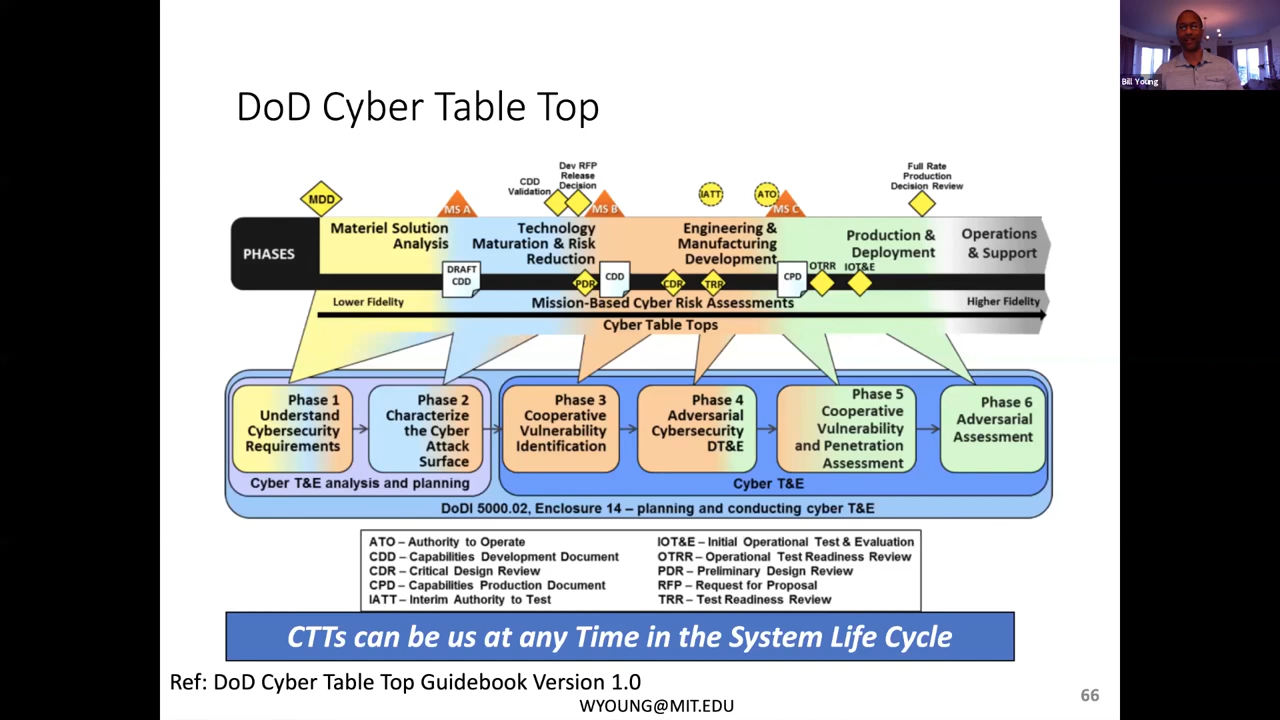 Bill Young
DoD Cyber Table Top
MDD
MS A
CDD
Validation
Dev RFP
Release
Decision
MS B
IATT
ATO
MS C
Full Rate
Production
Decision Review
PHASES
Materiel Solution
Analysis
Technology
Maturation & Risk
Reduction
Engineering &
Manufacturing
Development
Production &
Deployment
Operations
& Support
DRAFT
CDD
PDR
CDD
CDR
TRR
CPD
OTRR
IOT&E
Lower Fidelity
Mission-Based Cyber Risk Assessments
Higher Fidelity
Cyber Table Tops
Phase 1
Understand
Cybersecurity
Requirements
Phase 2
Characterize
the Cyber
Attack
Surface
Phase 3
Cooperative
Vulnerability
Identification
Phase 4
Adversarial
Cybersecurity
DT&E
Phase 5
Cooperative
Vulnerability
and Penetration
Assessment
Phase 6
Adversarial
Assessment
Cyber T&E analysis and planning
Cyber T&E
DoDI 5000.02, Enclosure 14 – planning and conducting cyber T&E
ATO – Authority to Operate
CDD – Capabilities Development Document
CDR – Critical Design Review
CPD – Capabilities Production Document
IATT – Interim Authority to Test
IOT&E – Initial Operational Test & Evaluation
OTRR – Operational Test Readiness Review
PDR – Preliminary Design Review
RFP – Request for Proposal
TRR – Test Readiness Review
CTTs can be us at any Time in the System Life Cycle
Ref: DoD Cyber Table Top Guidebook Version 1.0
WYOUNG@MIT.EDU
66